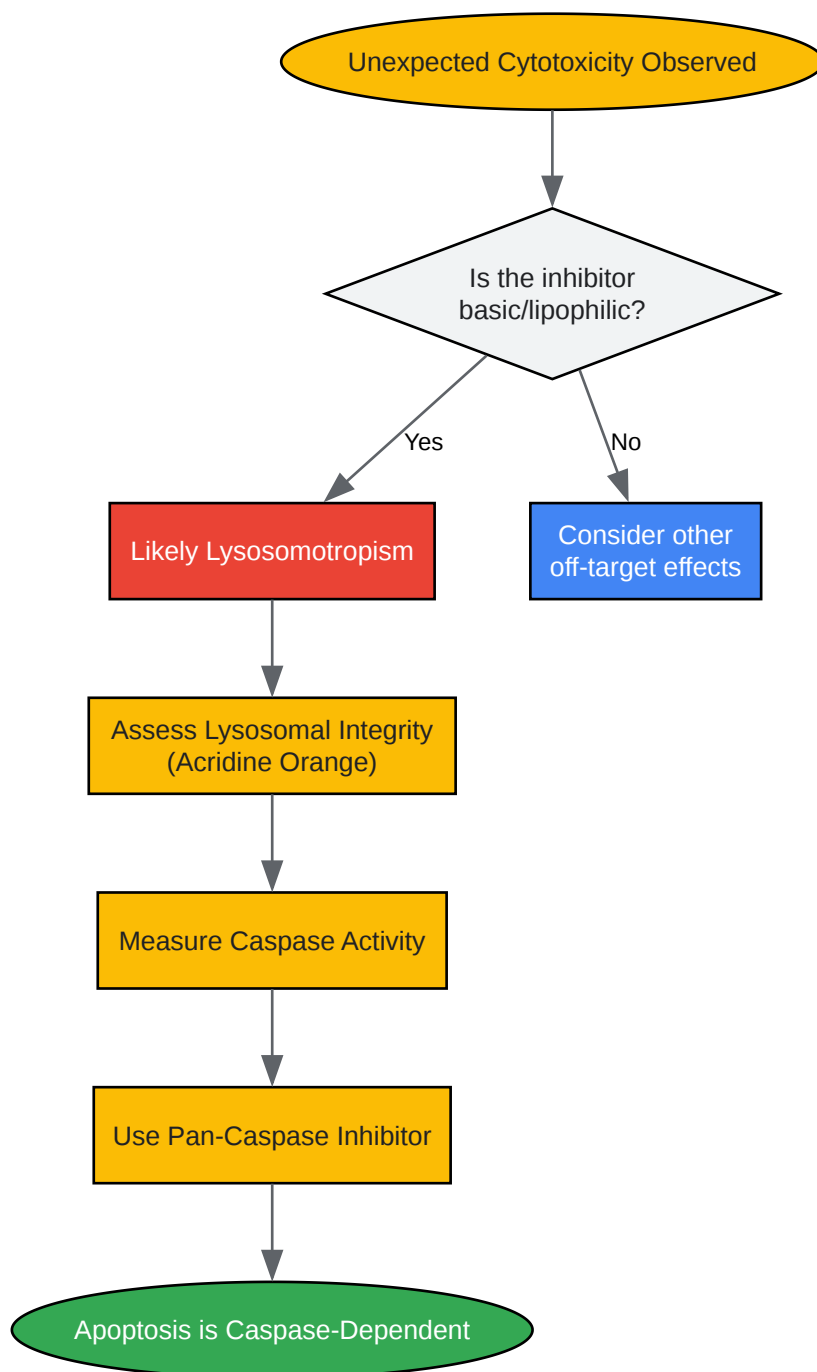 Unexpected Cytotoxicity Observed
Is the inhibitor
basic/lipophilic?
Yes
No
Likely Lysosomotropism
Consider other
off-target effects
Assess Lysosomal Integrity
(Acridine Orange)
Measure Caspase Activity
Use Pan-Caspase Inhibitor
Apoptosis is Caspase-Dependent